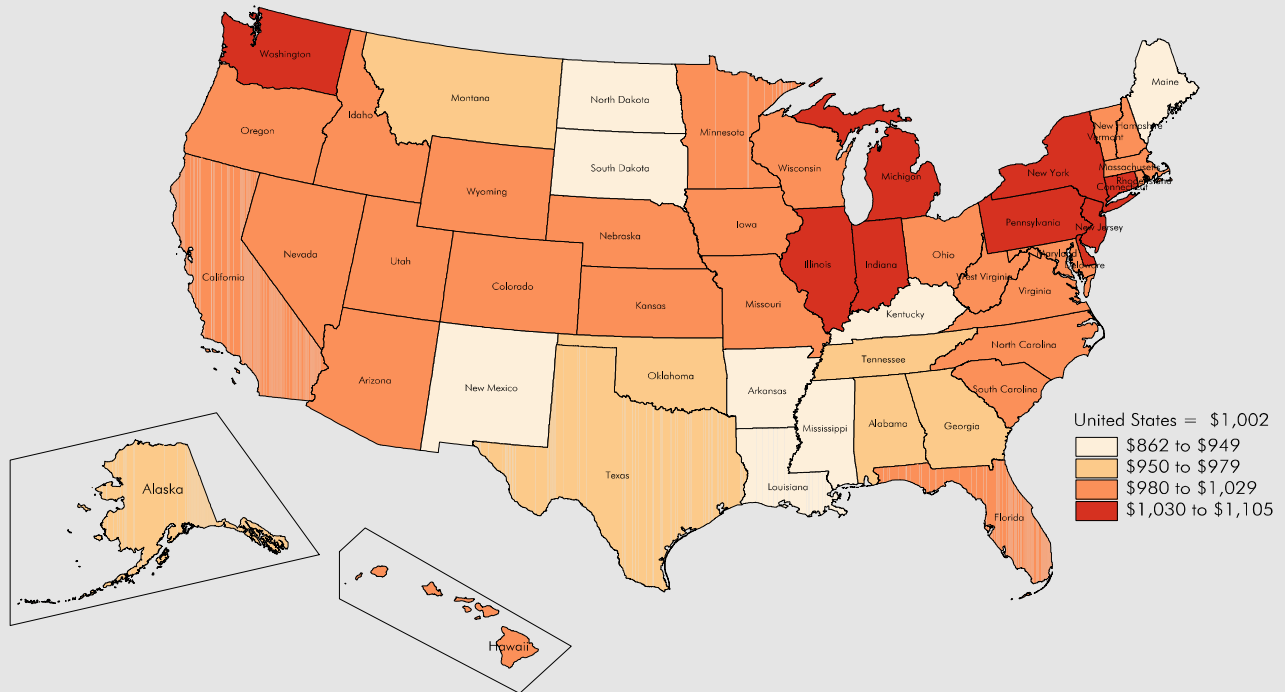 Washington
Maine
Montana
North Dakota
Minnesota
New Hampshire
Vermont
Oregon
Idaho
South Dakota
Wisconsin
Massachusetts
New York
Michigan
Rhode Island
Connecticut
Wyoming
Iowa
Nebraska
Pennsylvania
New Jersey
Nevada
Utah
Illinois
Indiana
Ohio
Maryland
Delaware
California
West Virginia
Colorado
Kansas
Missouri
Virginia
Kentucky
North Carolina
Tennessee
Arizona
New Mexico
Oklahoma
Arkansas
South Carolina
Mississippi
Alabama
Georgia
United States = $1,002
$862 to $949
$950 to $979
$980 to $1,029
$1,030 to $1,105
Texas
Louisiana
Alaska
Florida
Hawaii